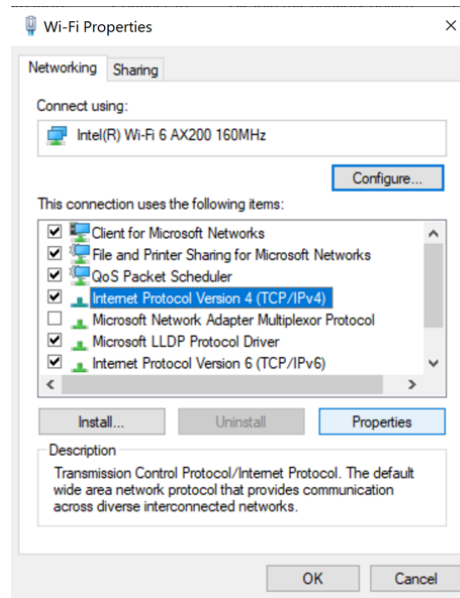 Wi-Fi Properties
Networking
Sharing
Connect using:
Intel(R) Wi-Fi 6 AX200 160MHz
Configure...
This connection uses the following items:
Client for Microsoft Networks
File and Printer Sharing for Microsoft Networks
QoS Packet Scheduler
Internet Protocol Version 4 (TCP/IPv4)
Microsoft Network Adapter Multiplexor Protocol
Microsoft LLDP Protocol Driver
Internet Protocol Version 6 (TCP/IPv6)
Install...
Uninstall
Properties
Description
Transmission Control Protocol/Internet Protocol. The default
wide area network protocol that provides communication
across diverse interconnected networks.
OK
Cancel